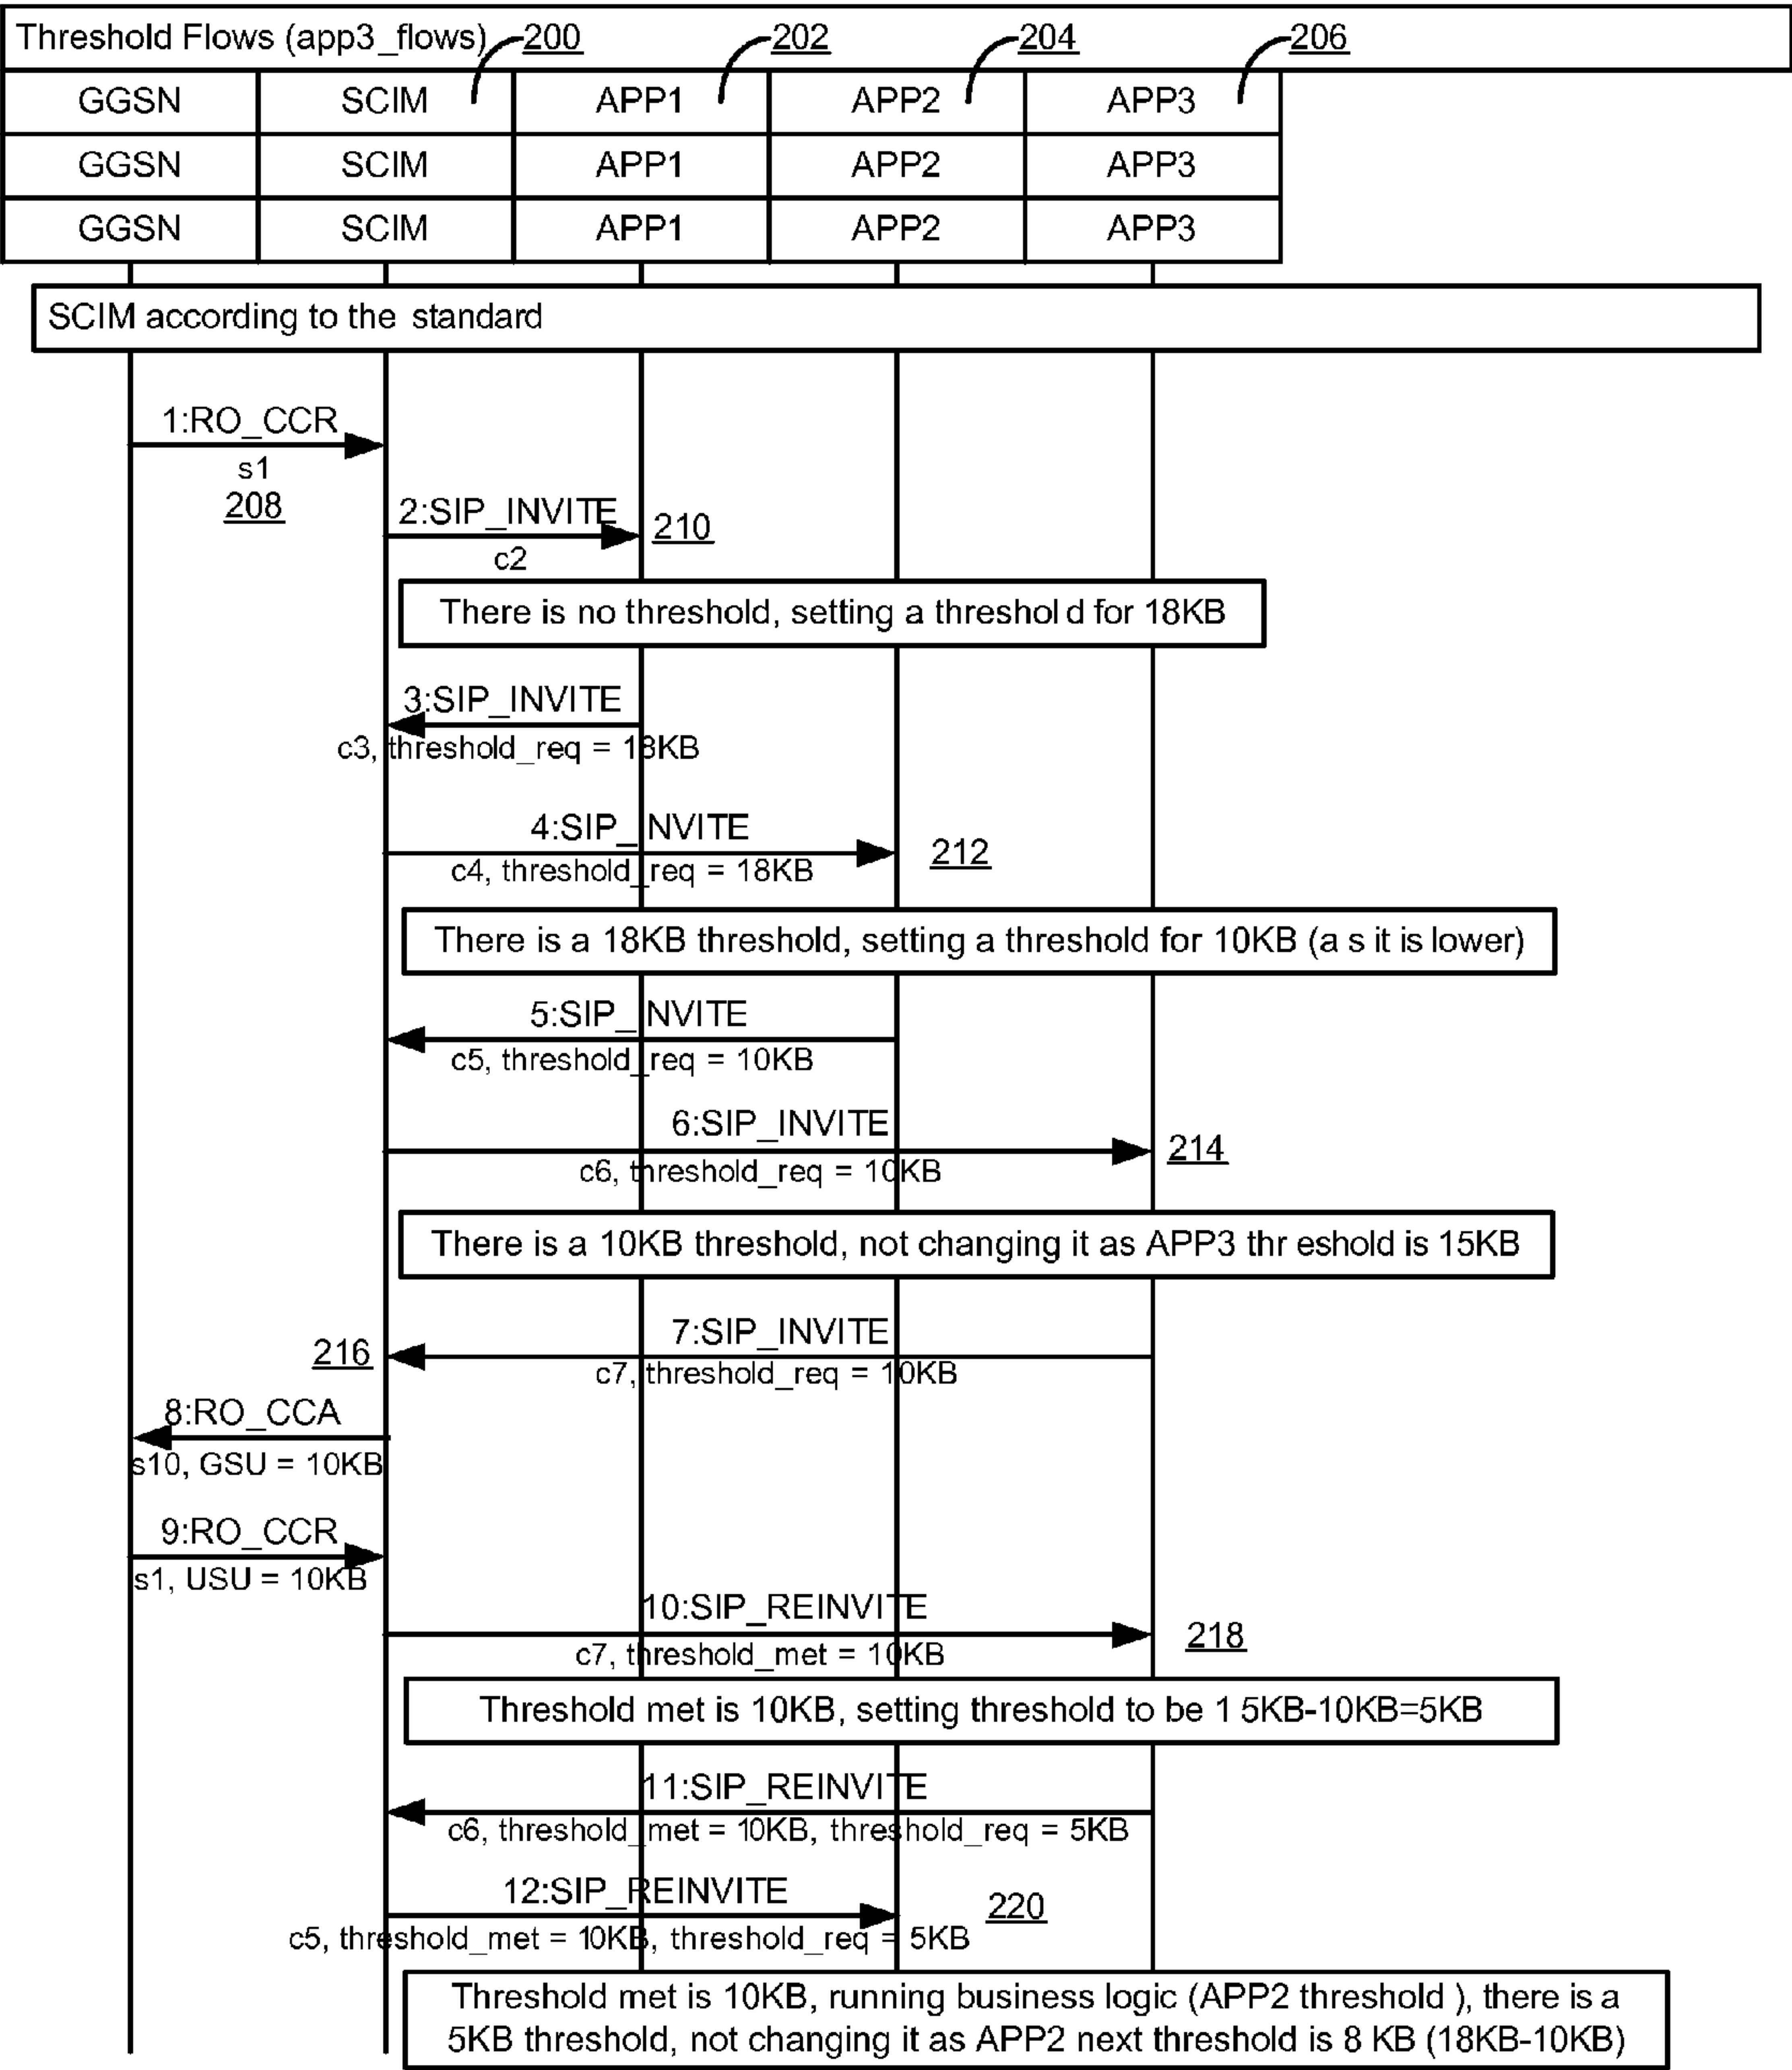 Threshold Flows (app3_flows) 200 202 204 206
GGSN SCIM APP1 APP2 APP3
GGSN SCIM APP1 APP2 APP3
GGSN SCIM APP1 APP2 APP3
SCIM according to the standard
1:RO_CCR
s1
208
2:SIP_INVITE 210
c2
There is no threshold, setting a threshold for 18KB
3:SIP_INVITE
c3, threshold_req = 18KB
4:SIP_INVITE 212
c4, threshold_req = 18KB
There is a 18KB threshold, setting a threshold for 10KB (a s it is lower)
5:SIP_INVITE
c5, threshold_req = 10KB
6:SIP_INVITE 214
c6, threshold_req = 10KB
There is a 10KB threshold, not changing it as APP3 thr eshold is 15KB
7:SIP_INVITE
216
c7, threshold_req = 10KB
8:RO_CCA
s10, GSU = 10KB
9:RO_CCR
s1, USU = 10KB
10:SIP_REINVITE 218
c7, threshold_met = 10KB
Threshold met is 10KB, setting threshold to be 1 5KB-10KB=5KB
11:SIP_REINVITE
c6, threshold_met = 10KB, threshold_req = 5KB
12:SIP_REINVITE 220
c5, threshold_met = 10KB, threshold_req = 5KB
Threshold met is 10KB, running business logic (APP2 threshold ), there is a
5KB threshold, not changing it as APP2 next threshold is 8 KB (18KB-10KB)